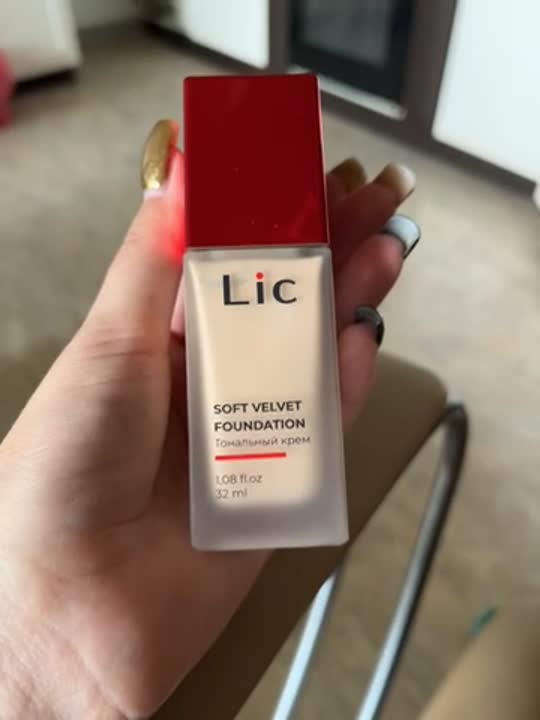 Lic
SOFT VELVET
FOUNDATION
Тональный крем
1.08 fl.oz
32 ml